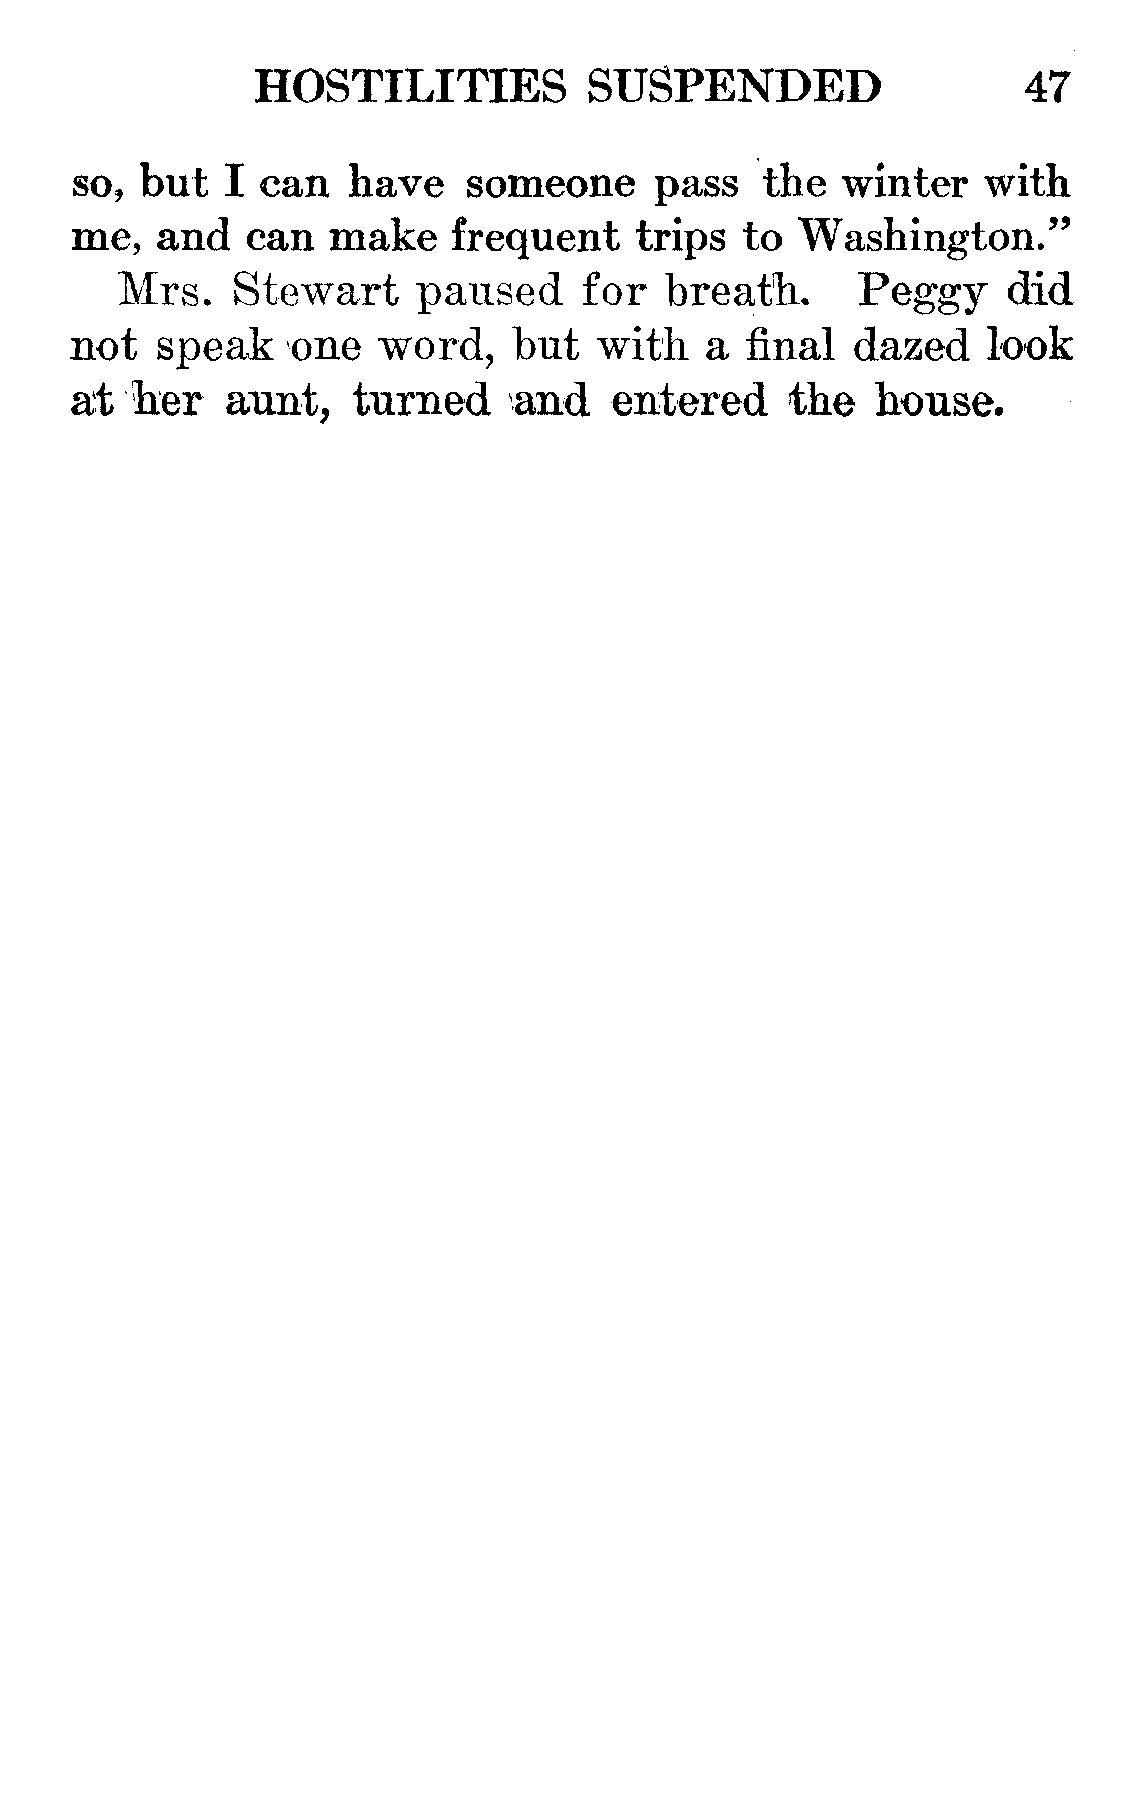 HOSTILITIES SUSPENDED 47
so, but I can have someone pass the winter with
me, and can make frequent trips to Washington.”
Mrs. Stewart paused for breath. Peggy did
not speak one word, but with a final dazed look
at her aunt, turned and entered the house.